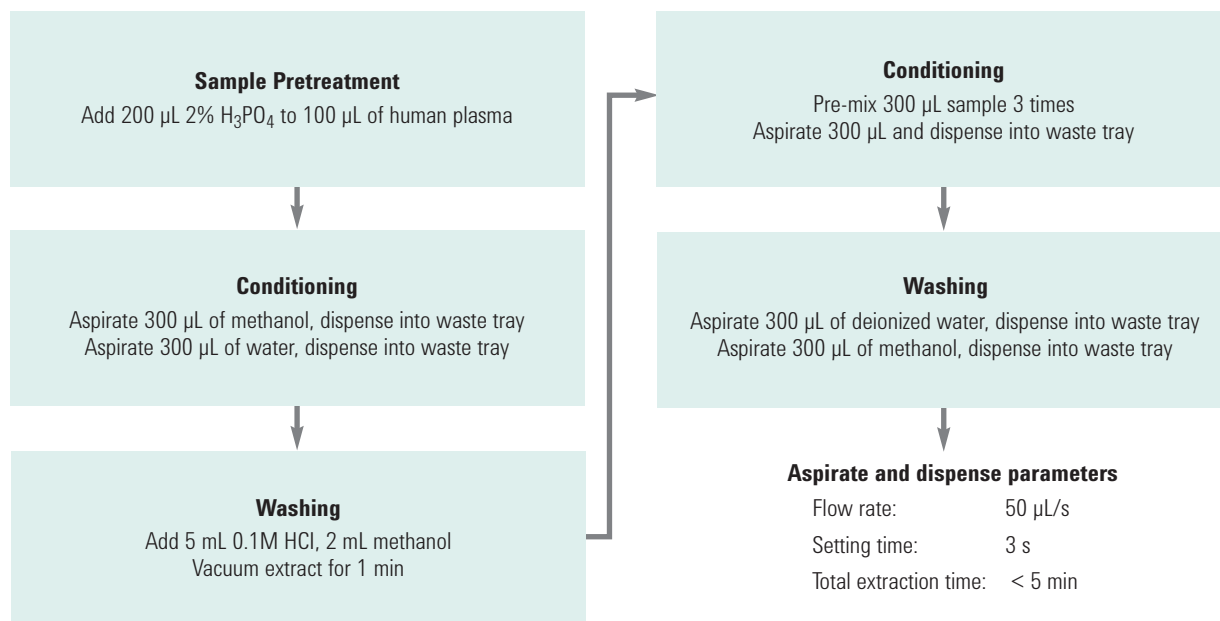 Sample Pretreatment
Add 200 µL 2% H₃PO₄ to 100 µL of human plasma
Conditioning
Aspirate 300 µL of methanol, dispense into waste tray
Aspirate 300 µL of water, dispense into waste tray
Washing
Add 5 mL 0.1M HCl, 2 mL methanol
Vacuum extract for 1 min
Conditioning
Pre-mix 300 µL sample 3 times
Aspirate 300 µL and dispense into waste tray
Washing
Aspirate 300 µL of deionized water, dispense into waste tray
Aspirate 300 µL of methanol, dispense into waste tray
Aspirate and dispense parameters
Flow rate: 50 µL/s
Setting time: 3 s
Total extraction time: < 5 min